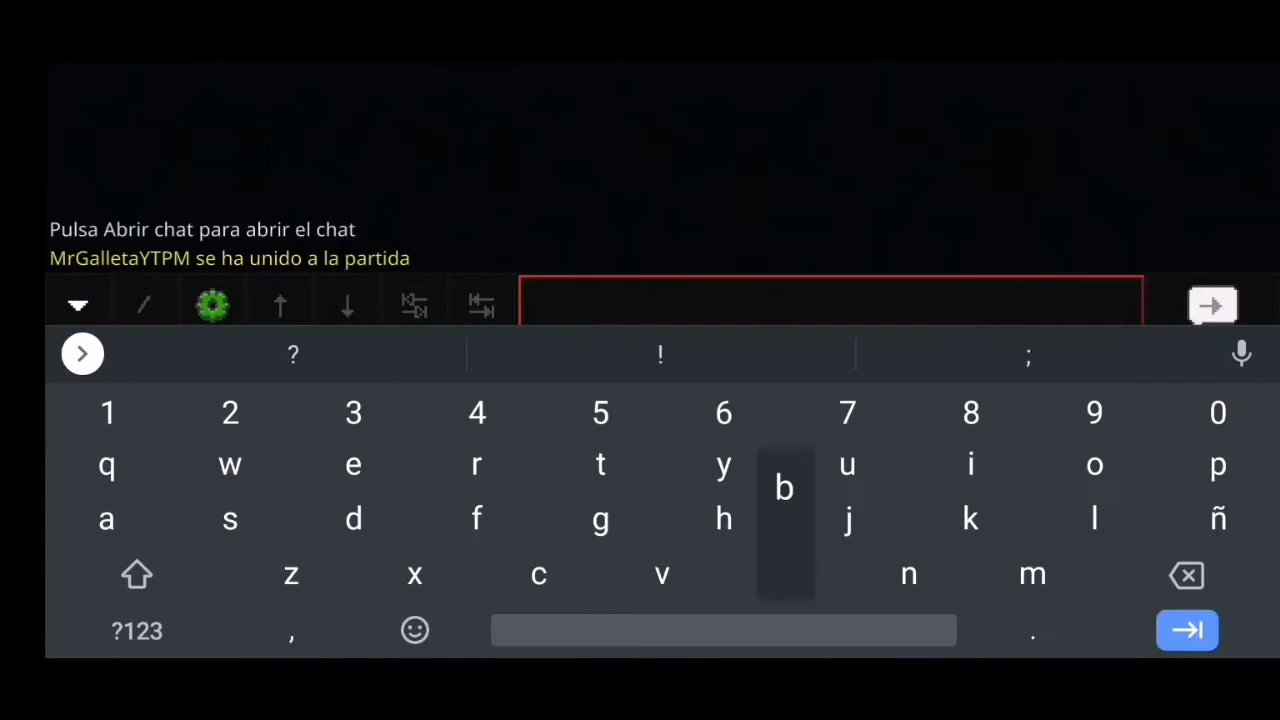 Pulsa Abrir chat para abrir el chat
MrGalletaYTPM se ha unido a la partida
? ! ;
1 2 3 4 5 6 7 8 9 0
q w e r t y u i o p
a s d f g h j k l ñ
z x c v b n m
?123 , .